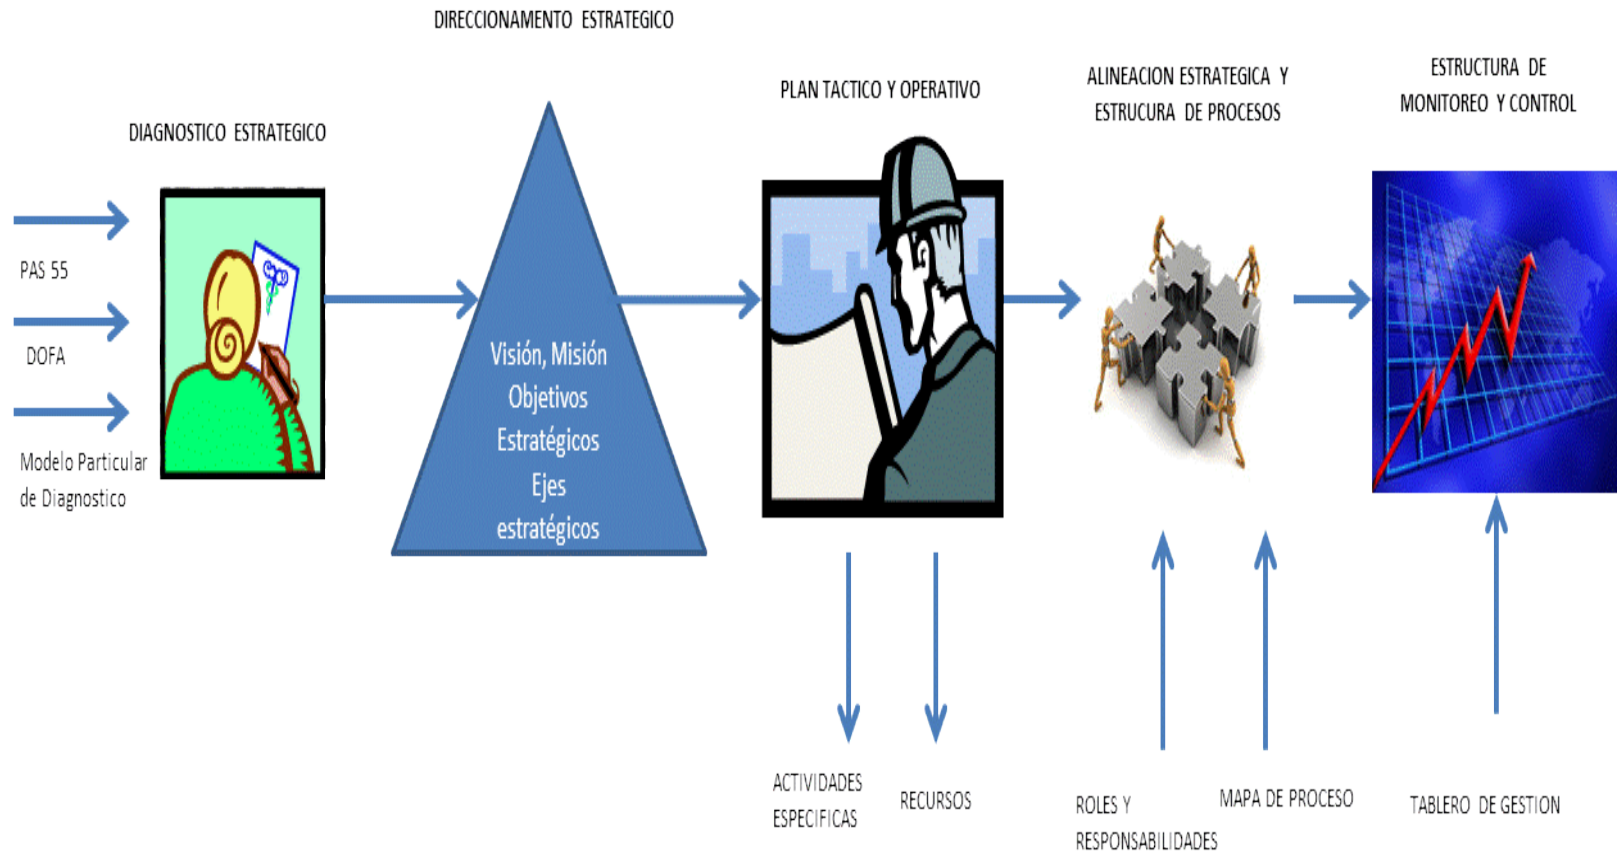 DIRECCIONAMENTO ESTRATEGICO
DIAGNOSTICO ESTRATEGICO
PLAN TACTICO Y OPERATIVO
ALINEACION ESTRATEGICA Y
ESTRUCURA DE PROCESOS
ESTRUCTURA DE
MONITOREO Y CONTROL
PAS 55
DOFA
Modelo Particular
de Diagnostico
Visión, Misión
Objetivos
Estratégicos
Ejes
estratégicos
ACTIVIDADES
ESPECIFICAS
RECURSOS
ROLES Y
RESPONSABILIDADES
MAPA DE PROCESO
TABLERO DE GESTION